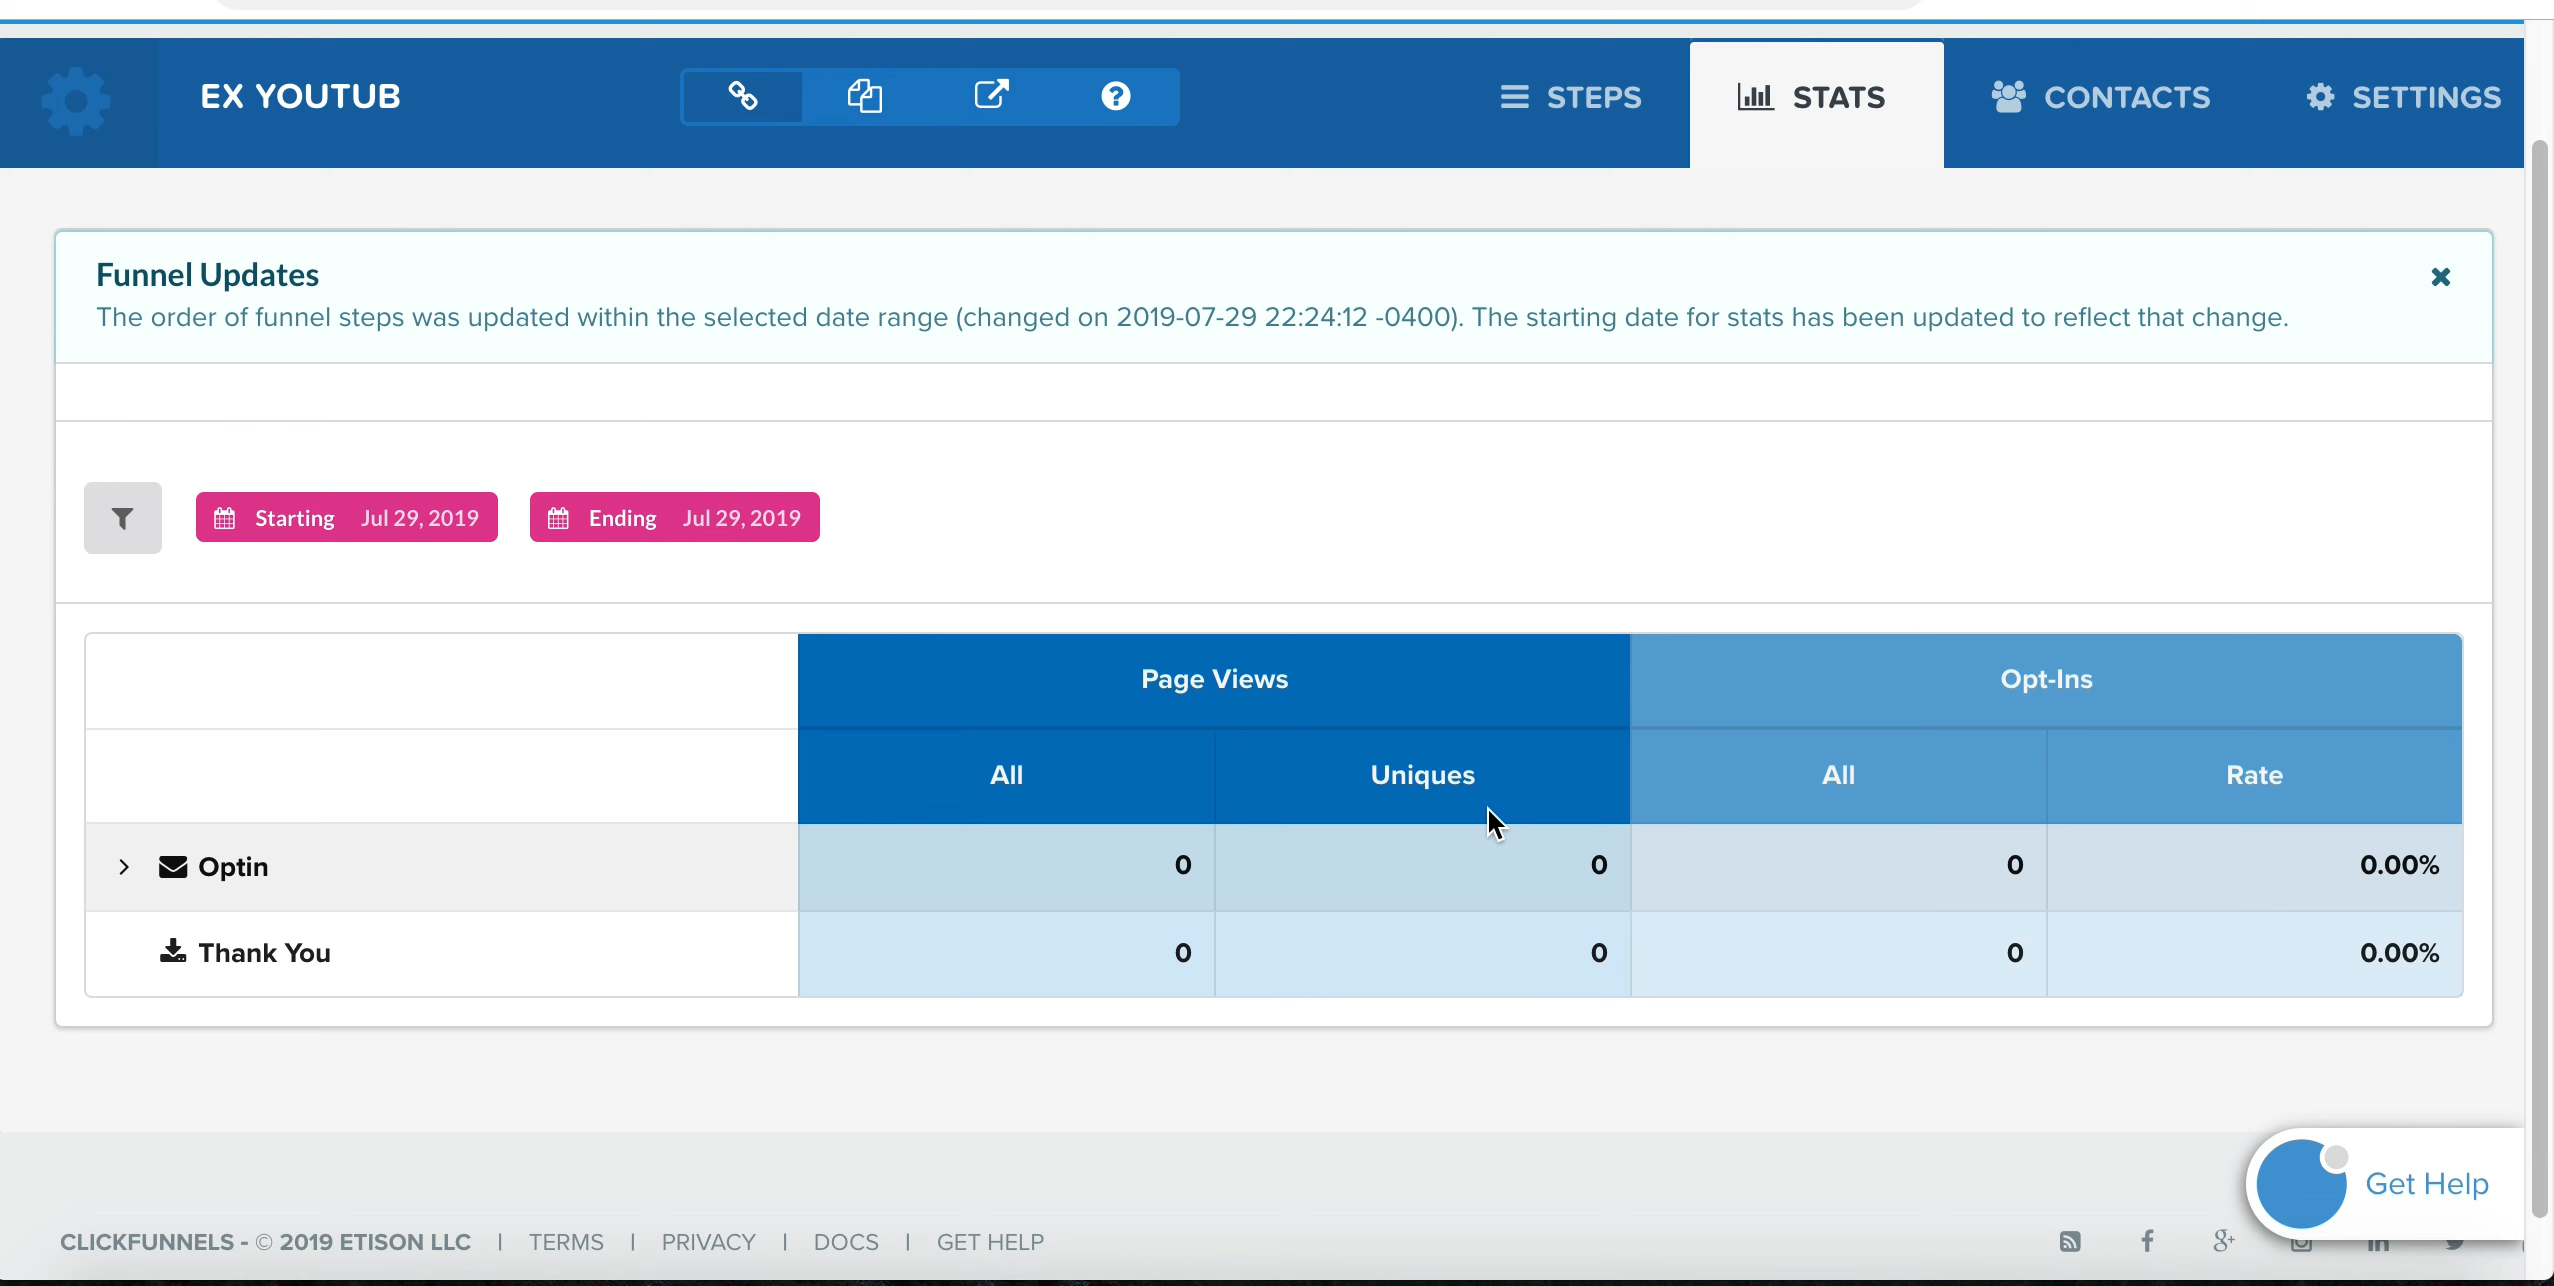 EX YOUTUB
STEPS
STATS
CONTACTS
SETTINGS
Funnel Updates
The order of funnel steps was updated within the selected date range (changed on 2019-07-29 22:24:12 -0400). The starting date for stats has been updated to reflect that change.
Starting Jul 29, 2019
Ending Jul 29, 2019
Page Views Opt-Ins
All Uniques All Rate
Optin 0 0 0 0.00%
Thank You 0 0 0 0.00%
Get Help
CLICKFUNNELS - © 2019 ETISON LLC | TERMS | PRIVACY | DOCS | GET HELP